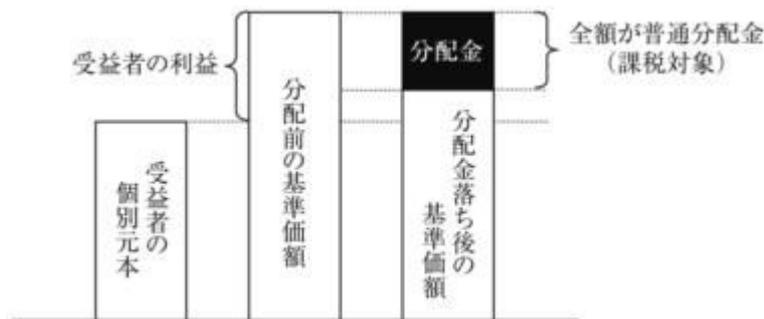 受益者の利益
受益者の
個別元本
分配前の基準価額
分配金
分配金落ち後の
基準価額
全額が普通分配金
（課税対象）